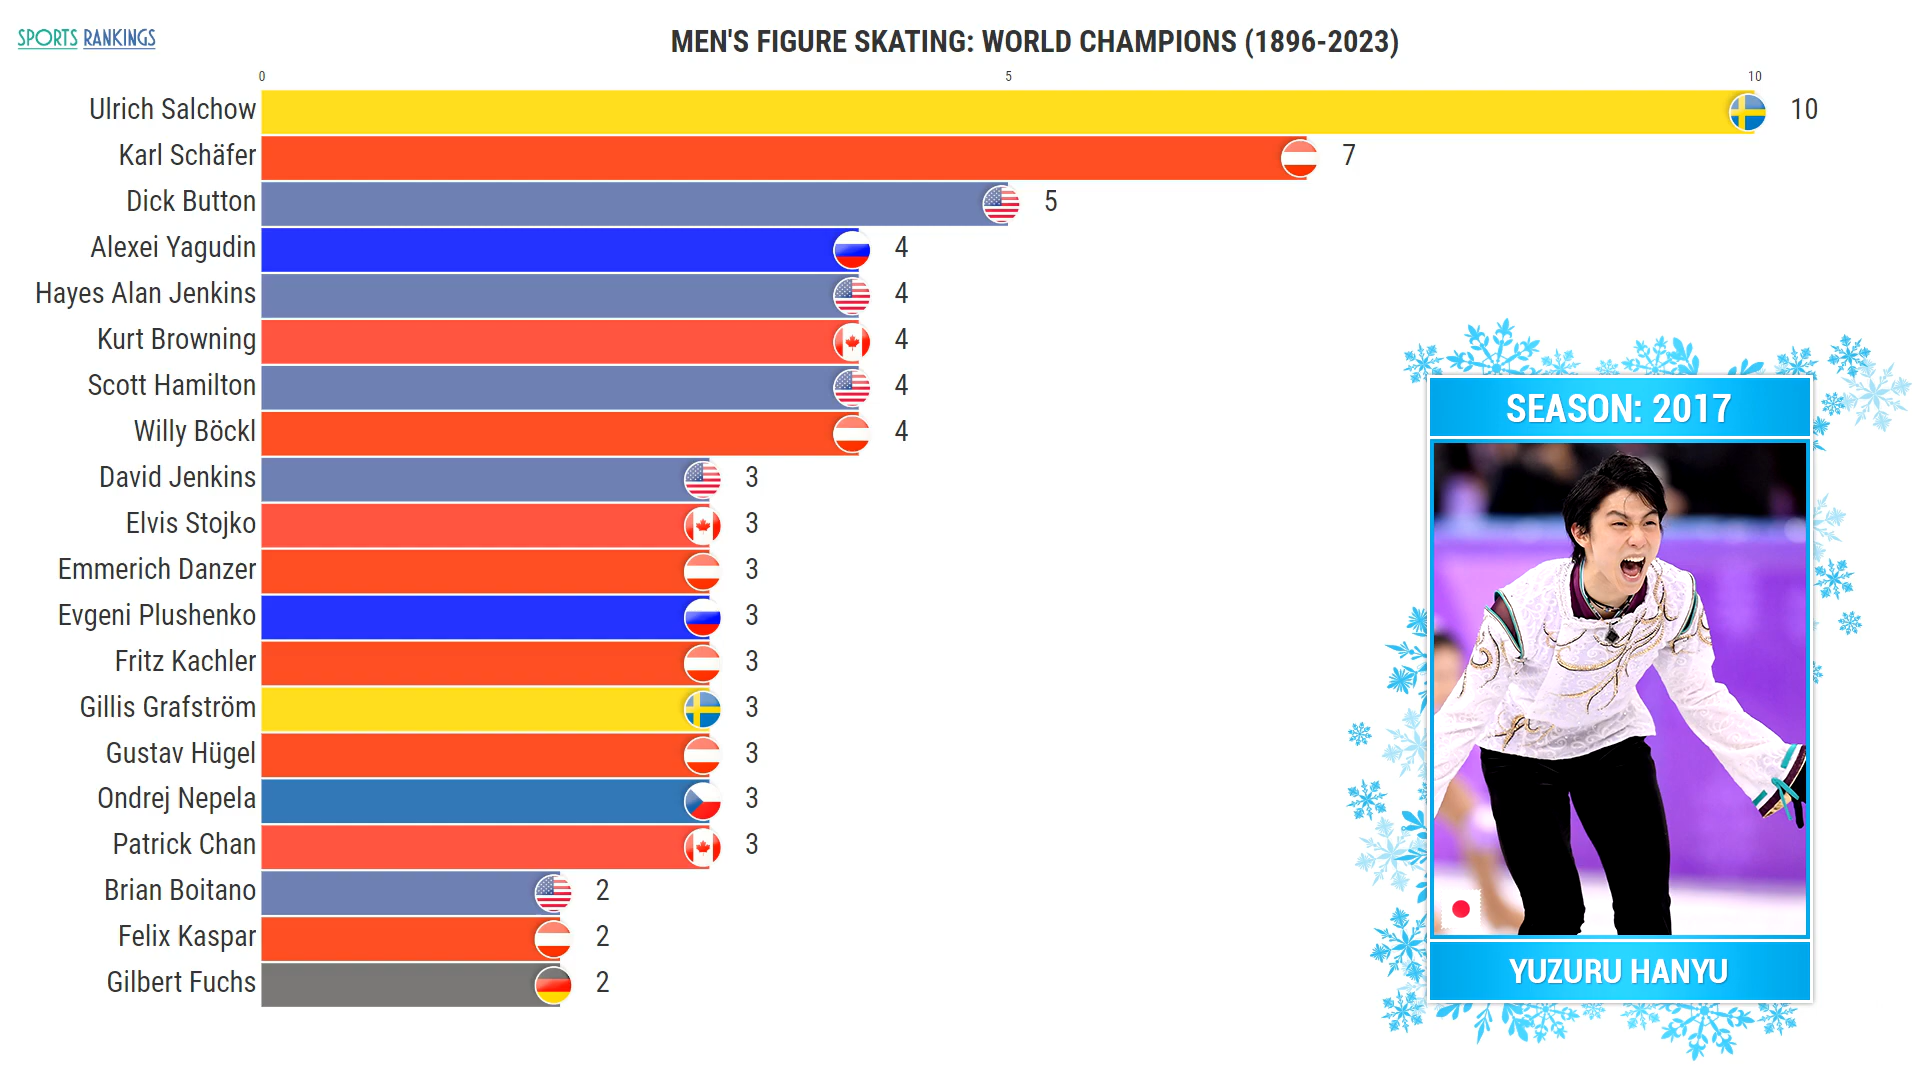 SPORTS RANKINGS
MEN'S FIGURE SKATING: WORLD CHAMPIONS (1896-2023)
0 5 10
Ulrich Salchow 10
Karl Schäfer 7
Dick Button 5
Alexei Yagudin 4
Hayes Alan Jenkins 4
Kurt Browning 4
Scott Hamilton 4
Willy Böckl 4
David Jenkins 3
Elvis Stojko 3
Emmerich Danzer 3
Evgeni Plushenko 3
Fritz Kachler 3
Gillis Grafström 3
Gustav Hügel 3
Ondrej Nepela 3
Patrick Chan 3
Brian Boitano 2
Felix Kaspar 2
Gilbert Fuchs 2
SEASON: 2017
YUZURU HANYU